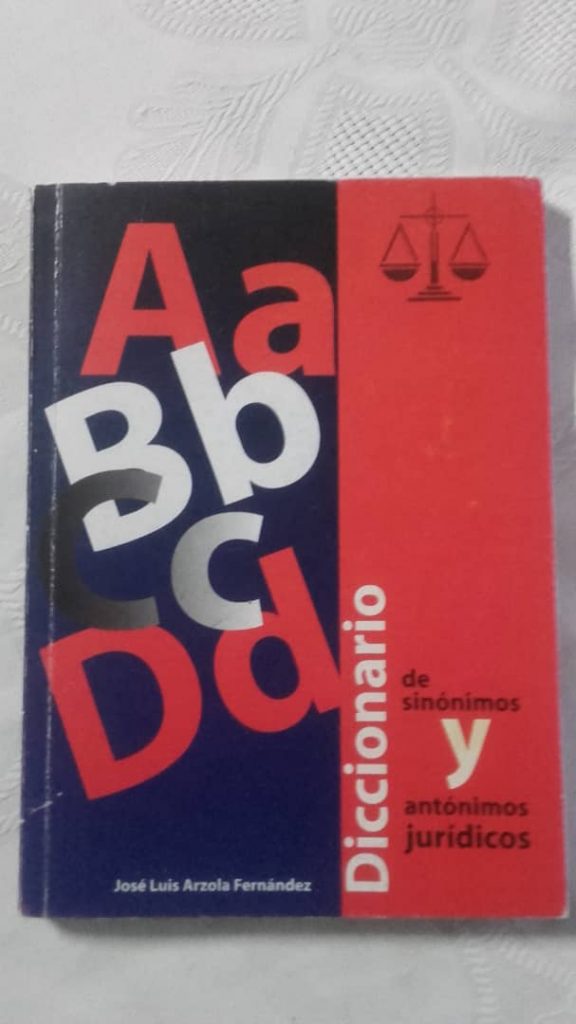 Aa
Bb
Cc
Dd
Diccionario
de
sinónimos
y
antónimos
jurídicos
José Luis Arzola Fernández